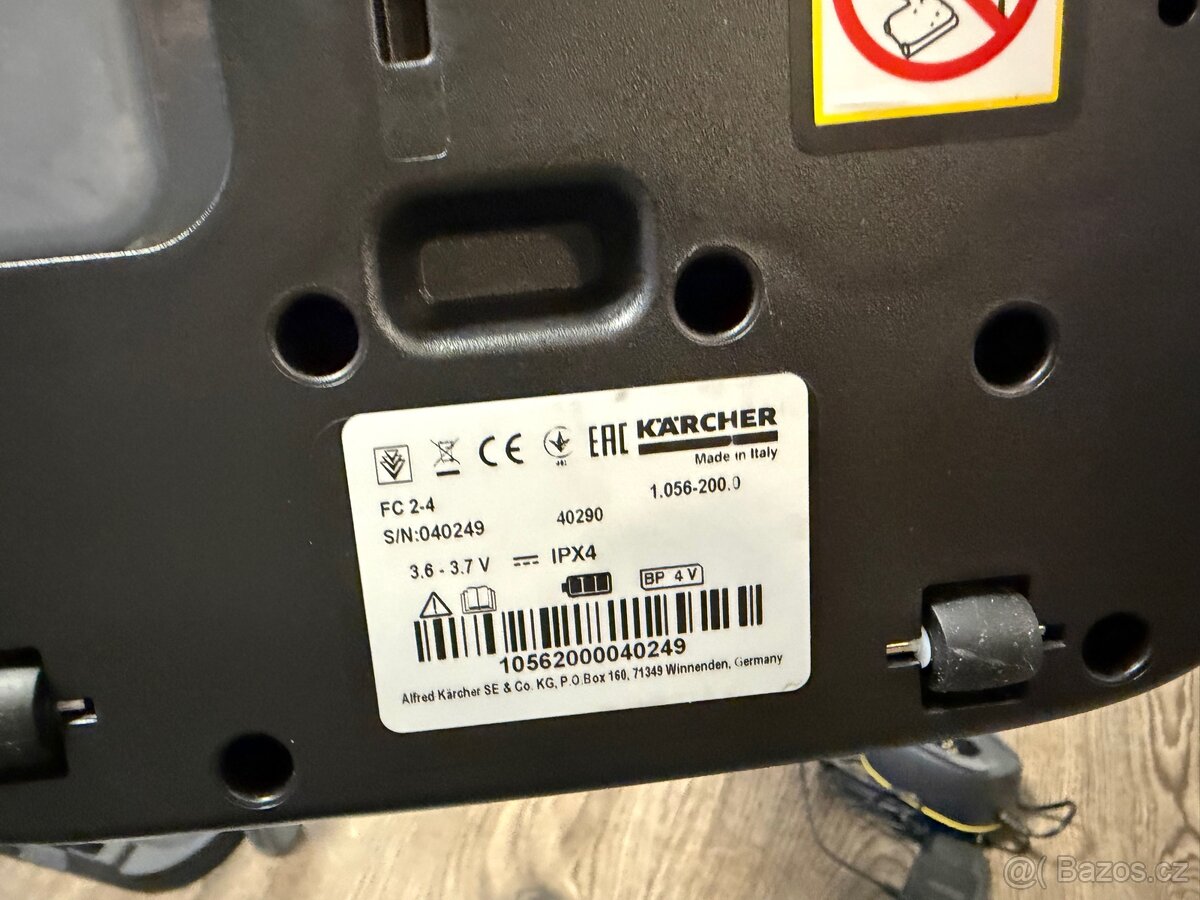 CE EAC KÄRCHER
Made in Italy
FC 2-4 1.056-200.0
S/N:040249 40290
3.6 - 3.7 V IPX4
BP 4 V
10562000040249
Alfred Kärcher SE & Co. KG, P.O.Box 160, 71349 Winnenden, Germany
@( Bazos.cz